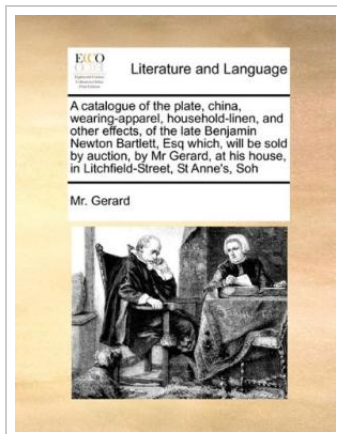 ECCO
Literature and Language
A catalogue of the plate, china,
wearing-apparel, household-linen, and
other effects, of the late Benjamin
Newton Bartlett, Esq which, will be sold
by auction, by Mr Gerard, at his house,
in Litchfield-Street, St Anne's, Soh
Mr. Gerard